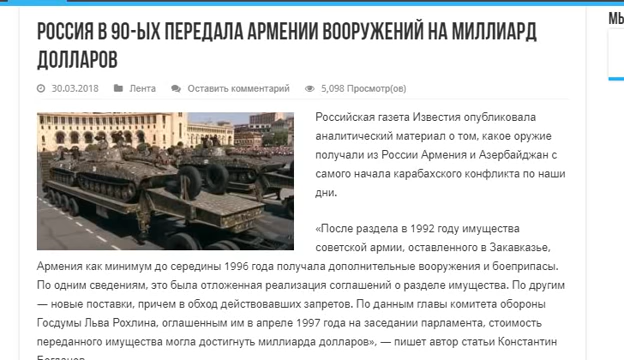 РОССИЯ В 90-ЫХ ПЕРЕДАЛА АРМЕНИИ ВООРУЖЕНИЙ НА МИЛЛИАРД
ДОЛЛАРОВ
30.03.2018 Лента Оставить комментарий 5,098 Просмотр(ов)
Российская газета Известия опубликовала
аналитический материал о том, какое оружие
получали из России Армения и Азербайджан с
самого начала карабахского конфликта по наши
дни.
«После раздела в 1992 году имущества
советской армии, оставленного в Закавказье,
Армения как минимум до середины 1996 года получала дополнительные вооружения и боеприпасы.
По одним сведениям, это была отложенная реализация соглашений о разделе имущества. По другим
— новые поставки, причем в обход действовавших запретов. По данным главы комитета обороны
Госдумы Льва Рохлина, оглашенным им в апреле 1997 на заседании парламента, стоимость
переданного имущества могла достигнуть миллиарда долларов», — пишет автор статьи Константин
МЫ